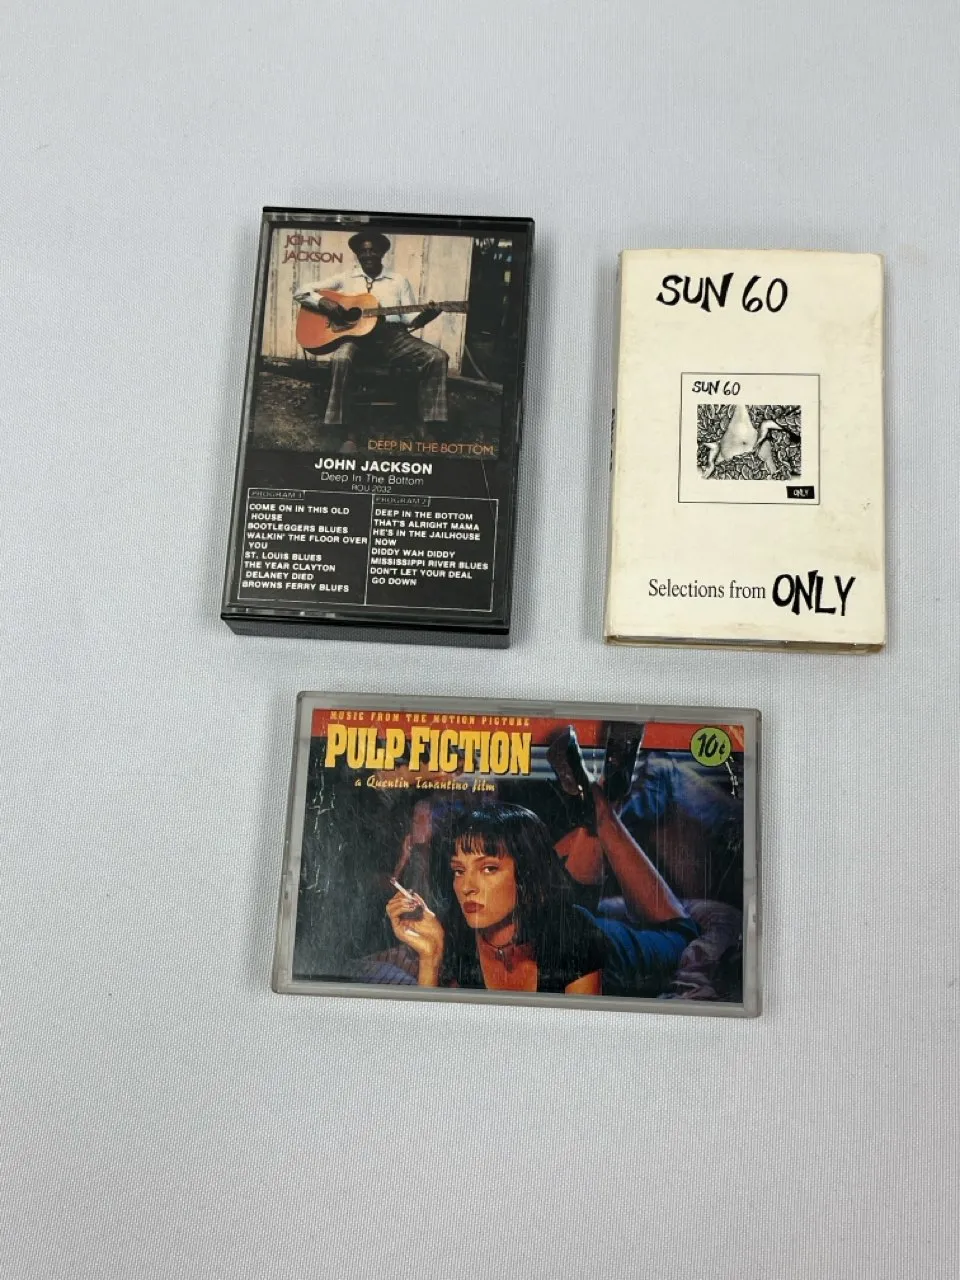 JOHN
JACKSON
DEEP IN THE BOTTOM
JOHN JACKSON
Deep In The Bottom
ROU-2032
PROGRAM 1
COME ON IN THIS OLD
HOUSE
BOOTLEGGERS BLUES
WALKIN' THE FLOOR OVER
YOU
ST. LOUIS BLUES
THE YEAR CLAYTON
DELANEY DIED
BROWNS FERRY BLUES
PROGRAM 2
DEEP IN THE BOTTOM
THAT'S ALRIGHT MAMA
HE'S IN THE JAILHOUSE
NOW
DIDDY WAH DIDDY
MISSISSIPPI RIVER BLUES
DON'T LET YOUR DEAL
GO DOWN
SUN 60
SUN 60
ONLY
Selections from ONLY
MUSIC FROM THE MOTION PICTURE
PULP FICTION
a Quentin Tarantino film
10¢